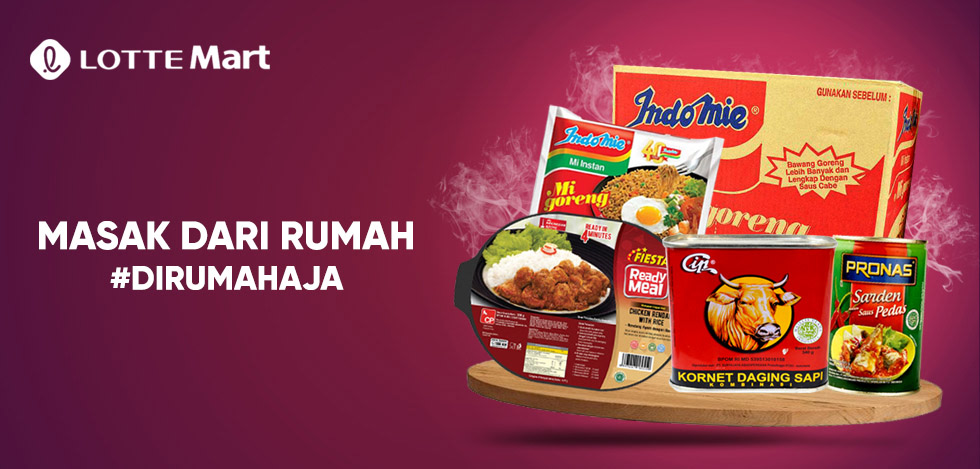 LOTTE Mart
MASAK DARI RUMAH
#DIRUMAHAJA
Indomie
GUNAKAN SEBELUM :
Bawang Goreng
Lebih Banyak dan
Lengkap Dengan
Saus Cabe
goreng
Indomie
Mi Instan
Mi
goreng
READY IN
4 MINUTES
FIESTA
Ready
Meal
CHICKEN RENDANG
WITH RICE
CP
Cip
KORNET DAGING SAPI
KOMBINASI
PRONAS
Sarden
Saus Pedas